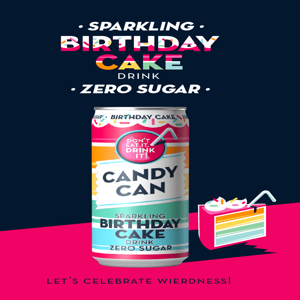 · SPARKLING ·
BIRTHDAY
CAKE
DRINK
· ZERO SUGAR ·
BIRTHDAY CAKE
DON'T
EAT IT,
DRINK
IT!
CANDY
CAN
SPARKLING
BIRTHDAY
CAKE
DRINK
ZERO SUGAR
LET'S CELEBRATE WIERDNESS!